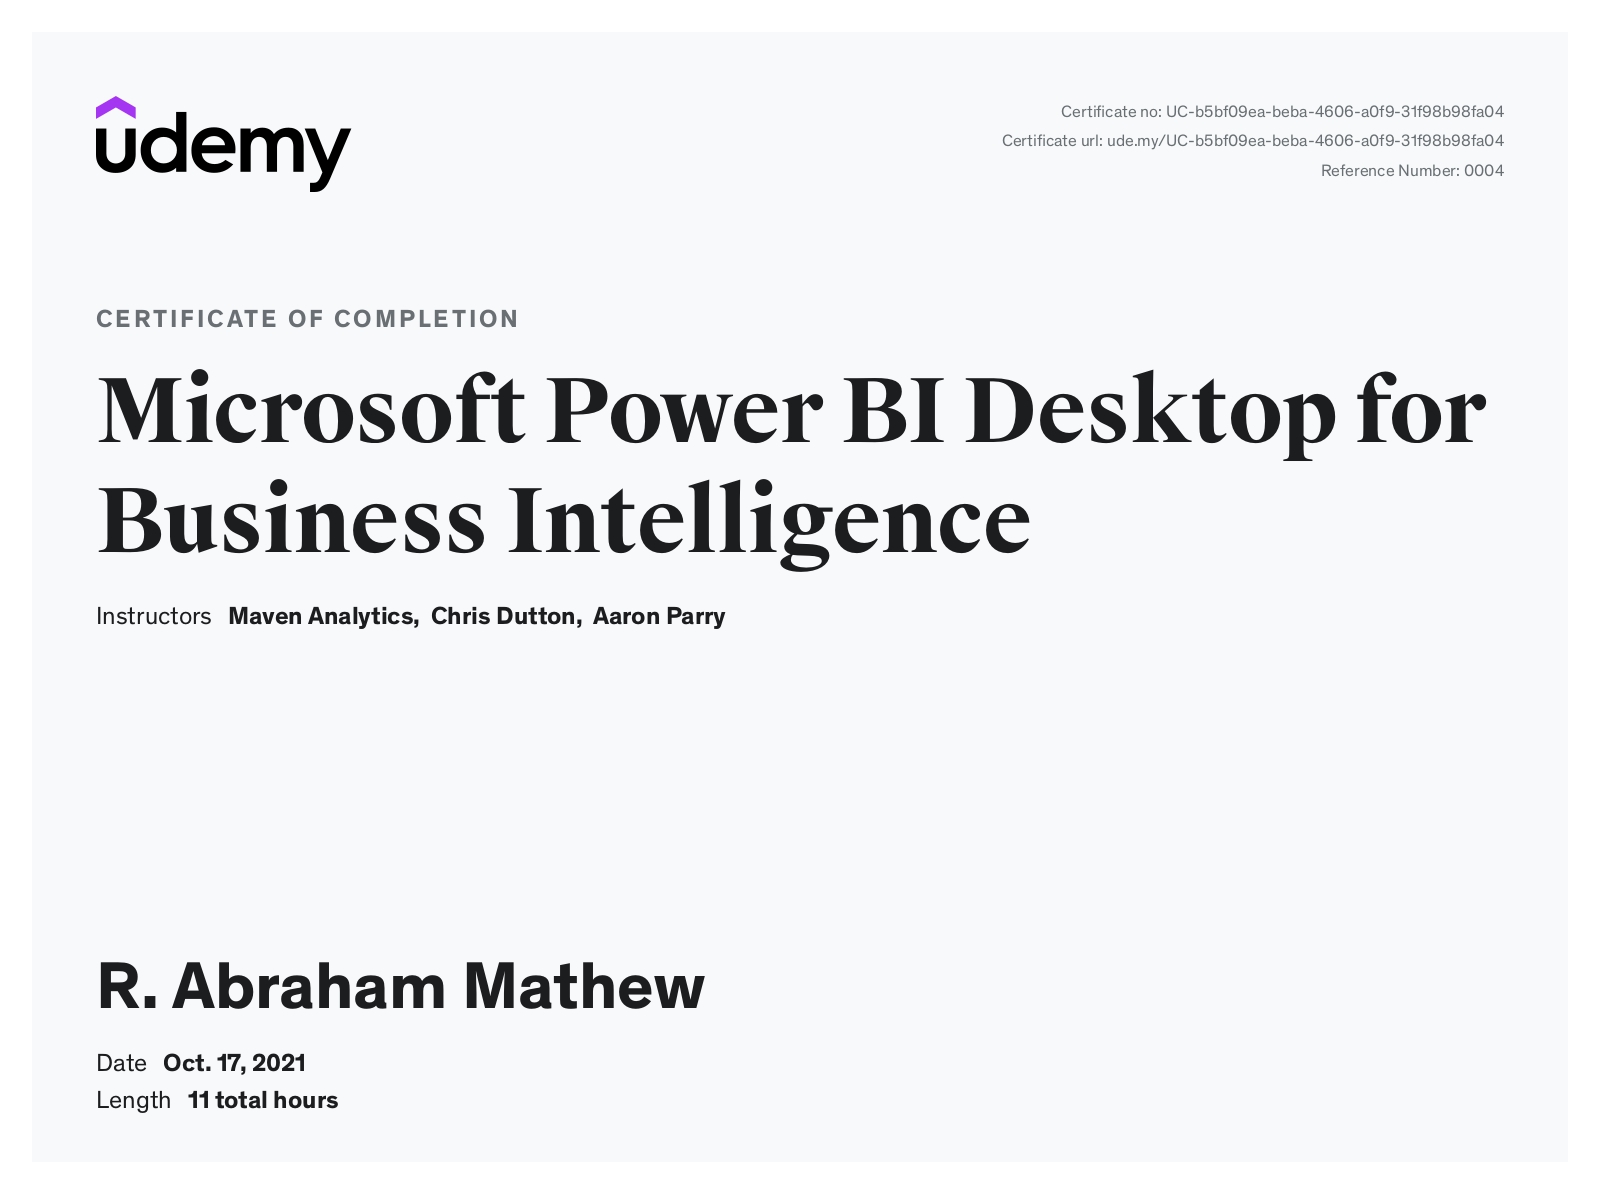 udemy
Certificate no: UC-b5bf09ea-beba-4606-a0f9-31f98b98fa04
Certificate url: ude.my/UC-b5bf09ea-beba-4606-a0f9-31f98b98fa04
Reference Number: 0004
CERTIFICATE OF COMPLETION
Microsoft Power BI Desktop for
Business Intelligence
Instructors Maven Analytics, Chris Dutton, Aaron Parry
R. Abraham Mathew
Date Oct. 17, 2021
Length 11 total hours